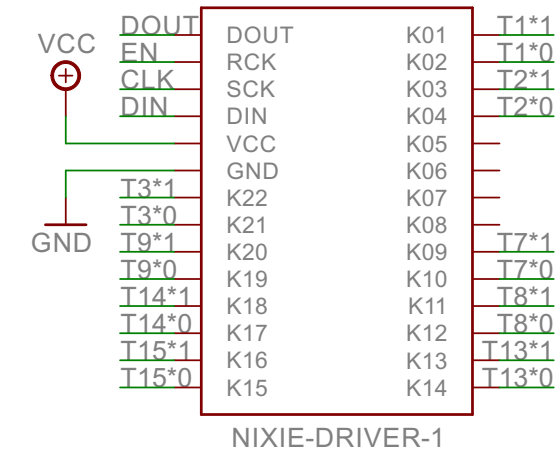 DOUT DOUT K01 T1*1
VCC EN RCK K02 T1*0
CLK SCK K03 T2*1
DIN DIN K04 T2*0
VCC K05
GND K06
T3*1 K22 K07
T3*0 K21 K08
GND T9*1 K20 K09 T7*1
T9*0 K19 K10 T7*0
T14*1 K18 K11 T8*1
T14*0 K17 K12 T8*0
T15*1 K16 K13 T13*1
T15*0 K15 K14 T13*0
NIXIE-DRIVER-1